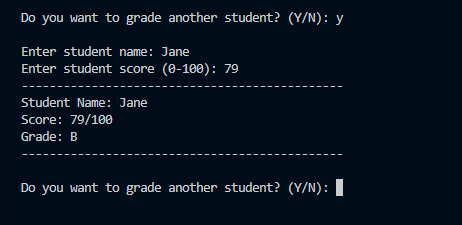 Do you want to grade another student? (Y/N): y
Enter student name: Jane
Enter student score (0-100): 79
----------------------------------------------
Student Name: Jane
Score: 79/100
Grade: B
----------------------------------------------
Do you want to grade another student? (Y/N):